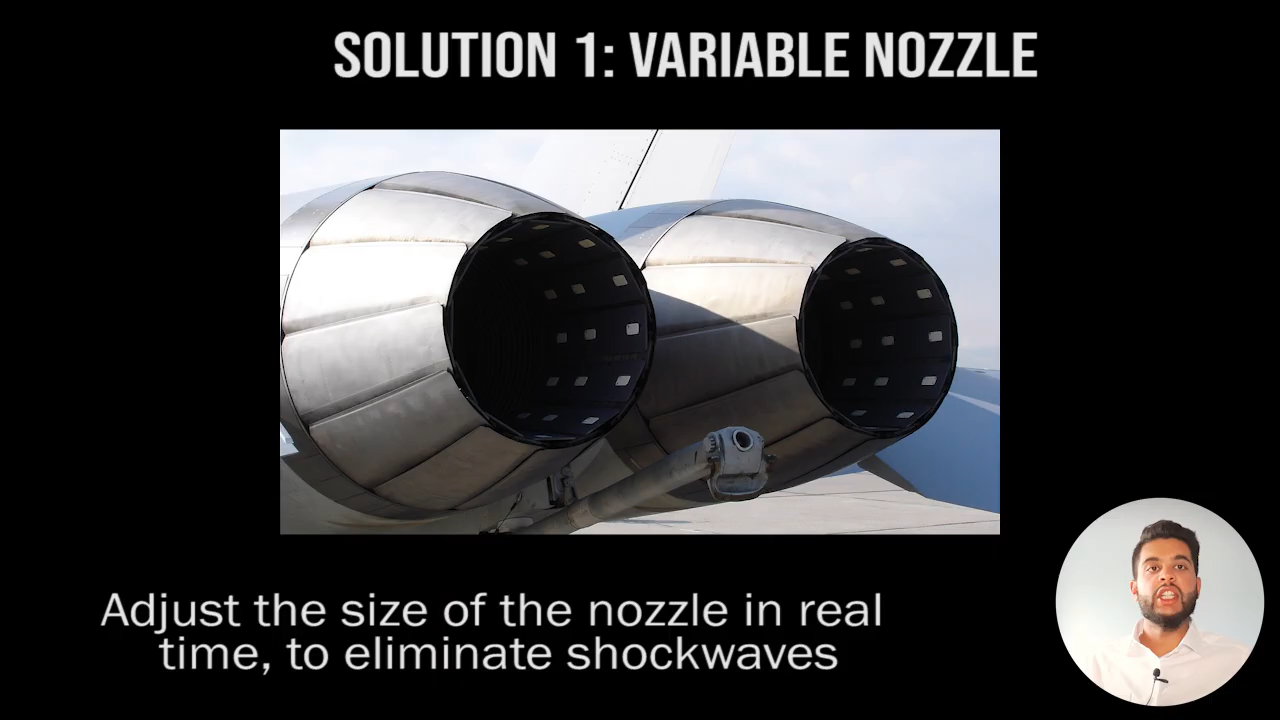 SOLUTION 1: VARIABLE NOZZLE
Adjust the size of the nozzle in real
time, to eliminate shockwaves